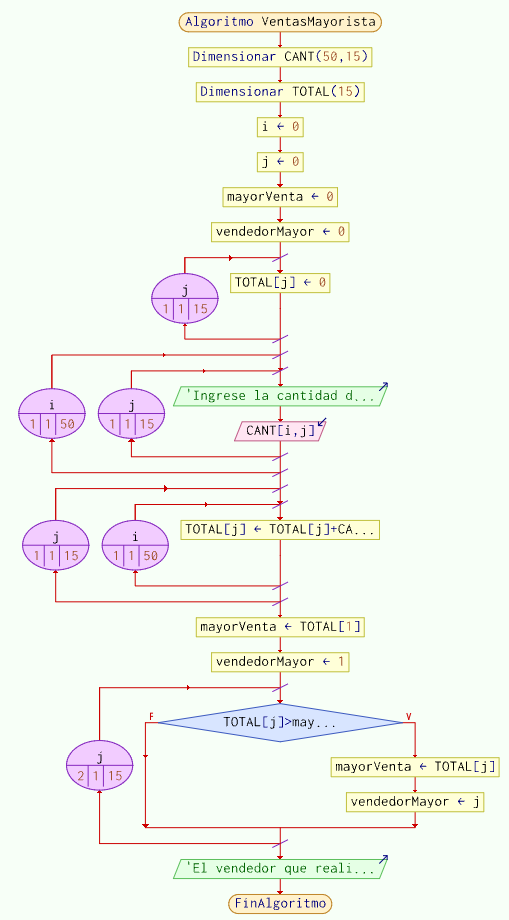 Algoritmo VentasMayorista
Dimensionar CANT(50,15)
Dimensionar TOTAL(15)
i ← 0
j ← 0
mayorVenta ← 0
vendedorMayor ← 0
TOTAL[j] ← 0
j
1 1 15
'Ingrese la cantidad d...
i
1 1 50
j
1 1 15
CANT[i,j]
j
1 1 15
i
1 1 50
TOTAL[j] ← TOTAL[j]+CA...
mayorVenta ← TOTAL[1]
vendedorMayor ← 1
F
V
TOTAL[j]>may...
j
2 1 15
mayorVenta ← TOTAL[j]
vendedorMayor ← j
'El vendedor que reali...
FinAlgoritmo